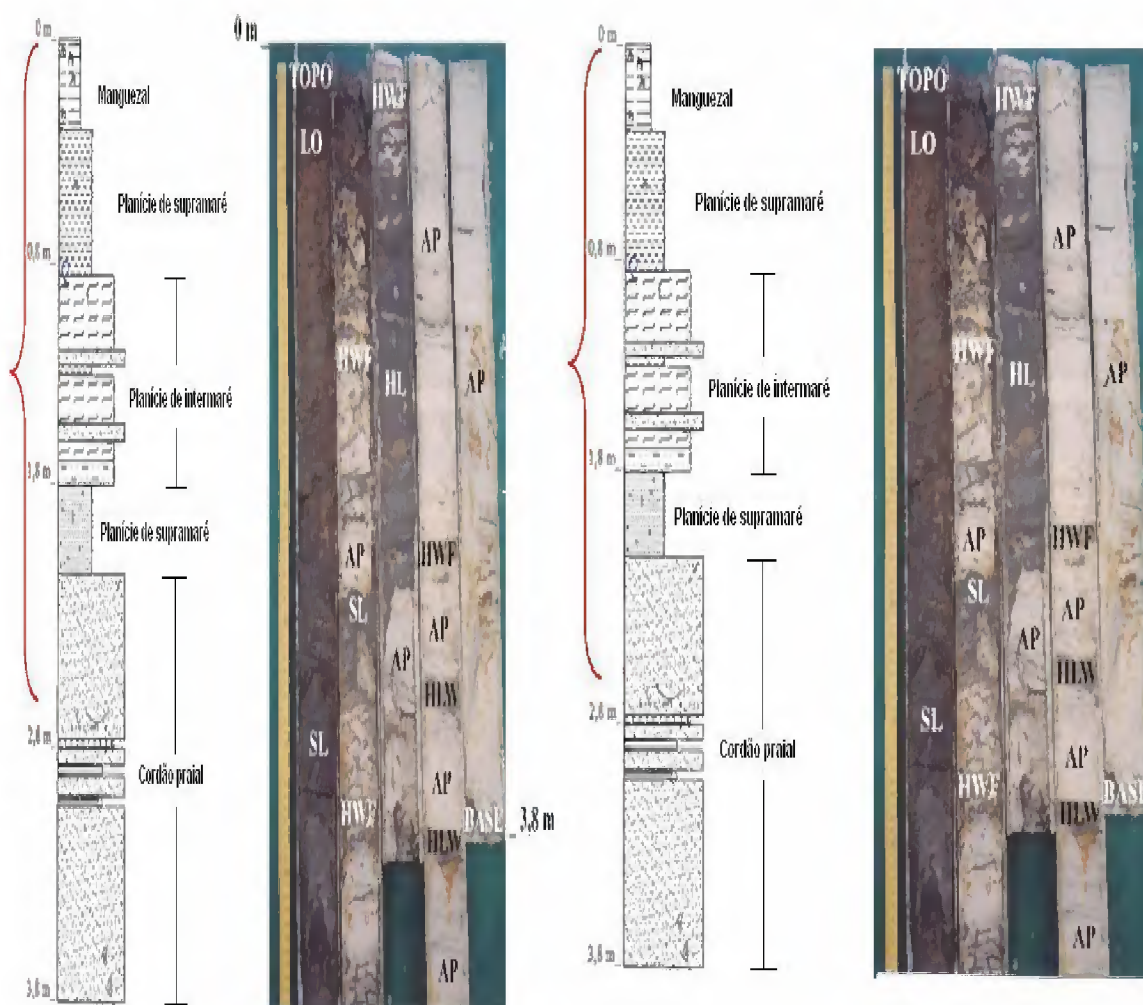 0 m
Manguezal
Planície de supramaré
0,8 m
Planície de intermaré
3,8 m
Planície de supramaré
2,8 m
Cordão praial
3,8 m
0 m
TOPO
LO
SL
HWF
AP
SL
HWF
HWF
HL
AP
AP
HWF
AP
HLW
AP
HLW
AP
AP
BASE
3,8 m
0 m
Manguezal
Planície de supramaré
0,8 m
Planície de intermaré
3,8 m
Planície de supramaré
2,8 m
Cordão praial
3,8 m
TOPO
LO
SL
HWF
AP
SL
HWF
HWF
HL
AP
AP
HWF
AP
HLW
AP
HLW
AP
AP
BASE